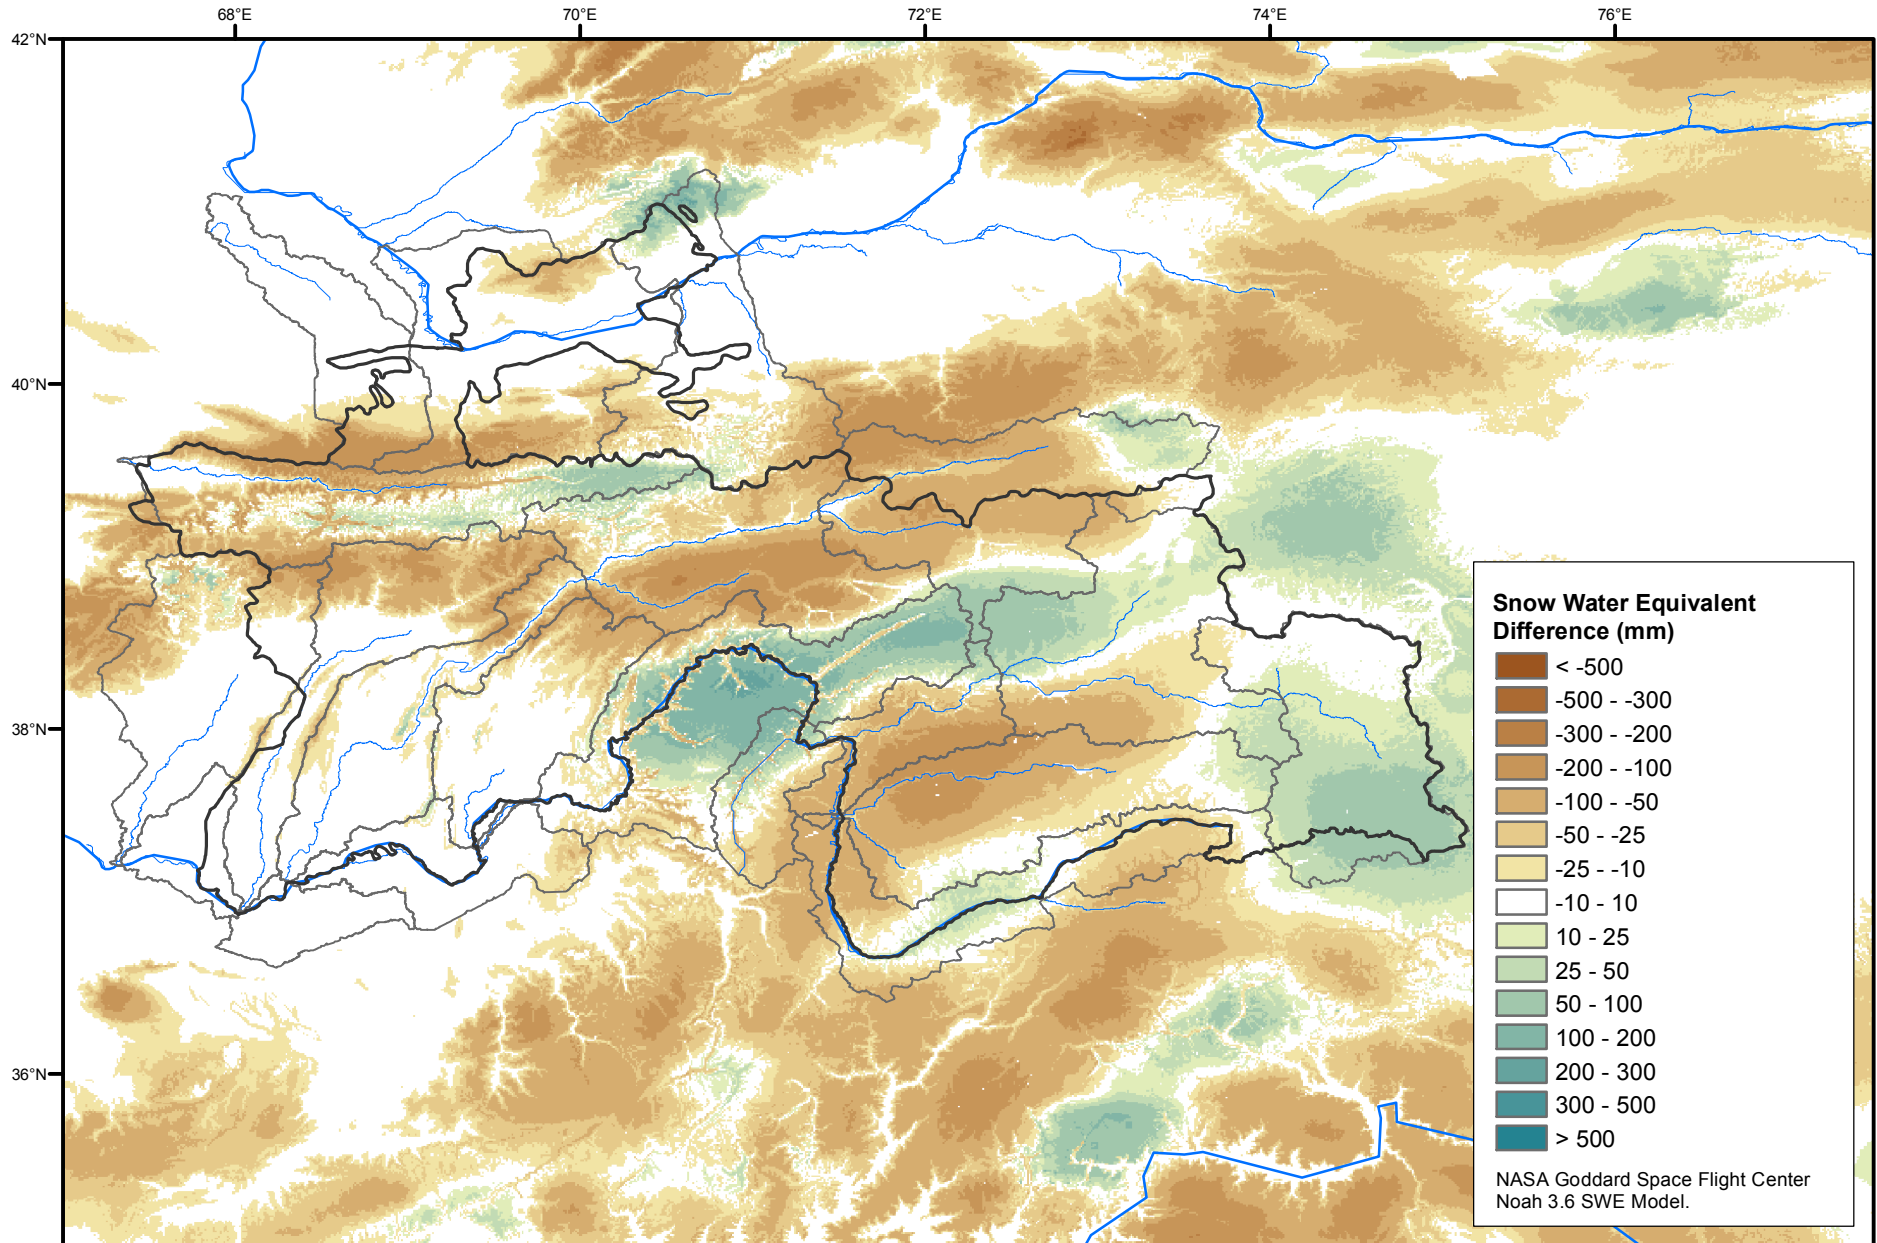 68°E
70°E
72°E
74°E
76°E
42°N
40°N
38°N
36°N
Snow Water Equivalent
Difference (mm)
< -500
-500 - -300
-300 - -200
-200 - -100
-100 - -50
-50 - -25
-25 - -10
-10 - 10
10 - 25
25 - 50
50 - 100
100 - 200
200 - 300
300 - 500
> 500
NASA Goddard Space Flight Center
Noah 3.6 SWE Model.